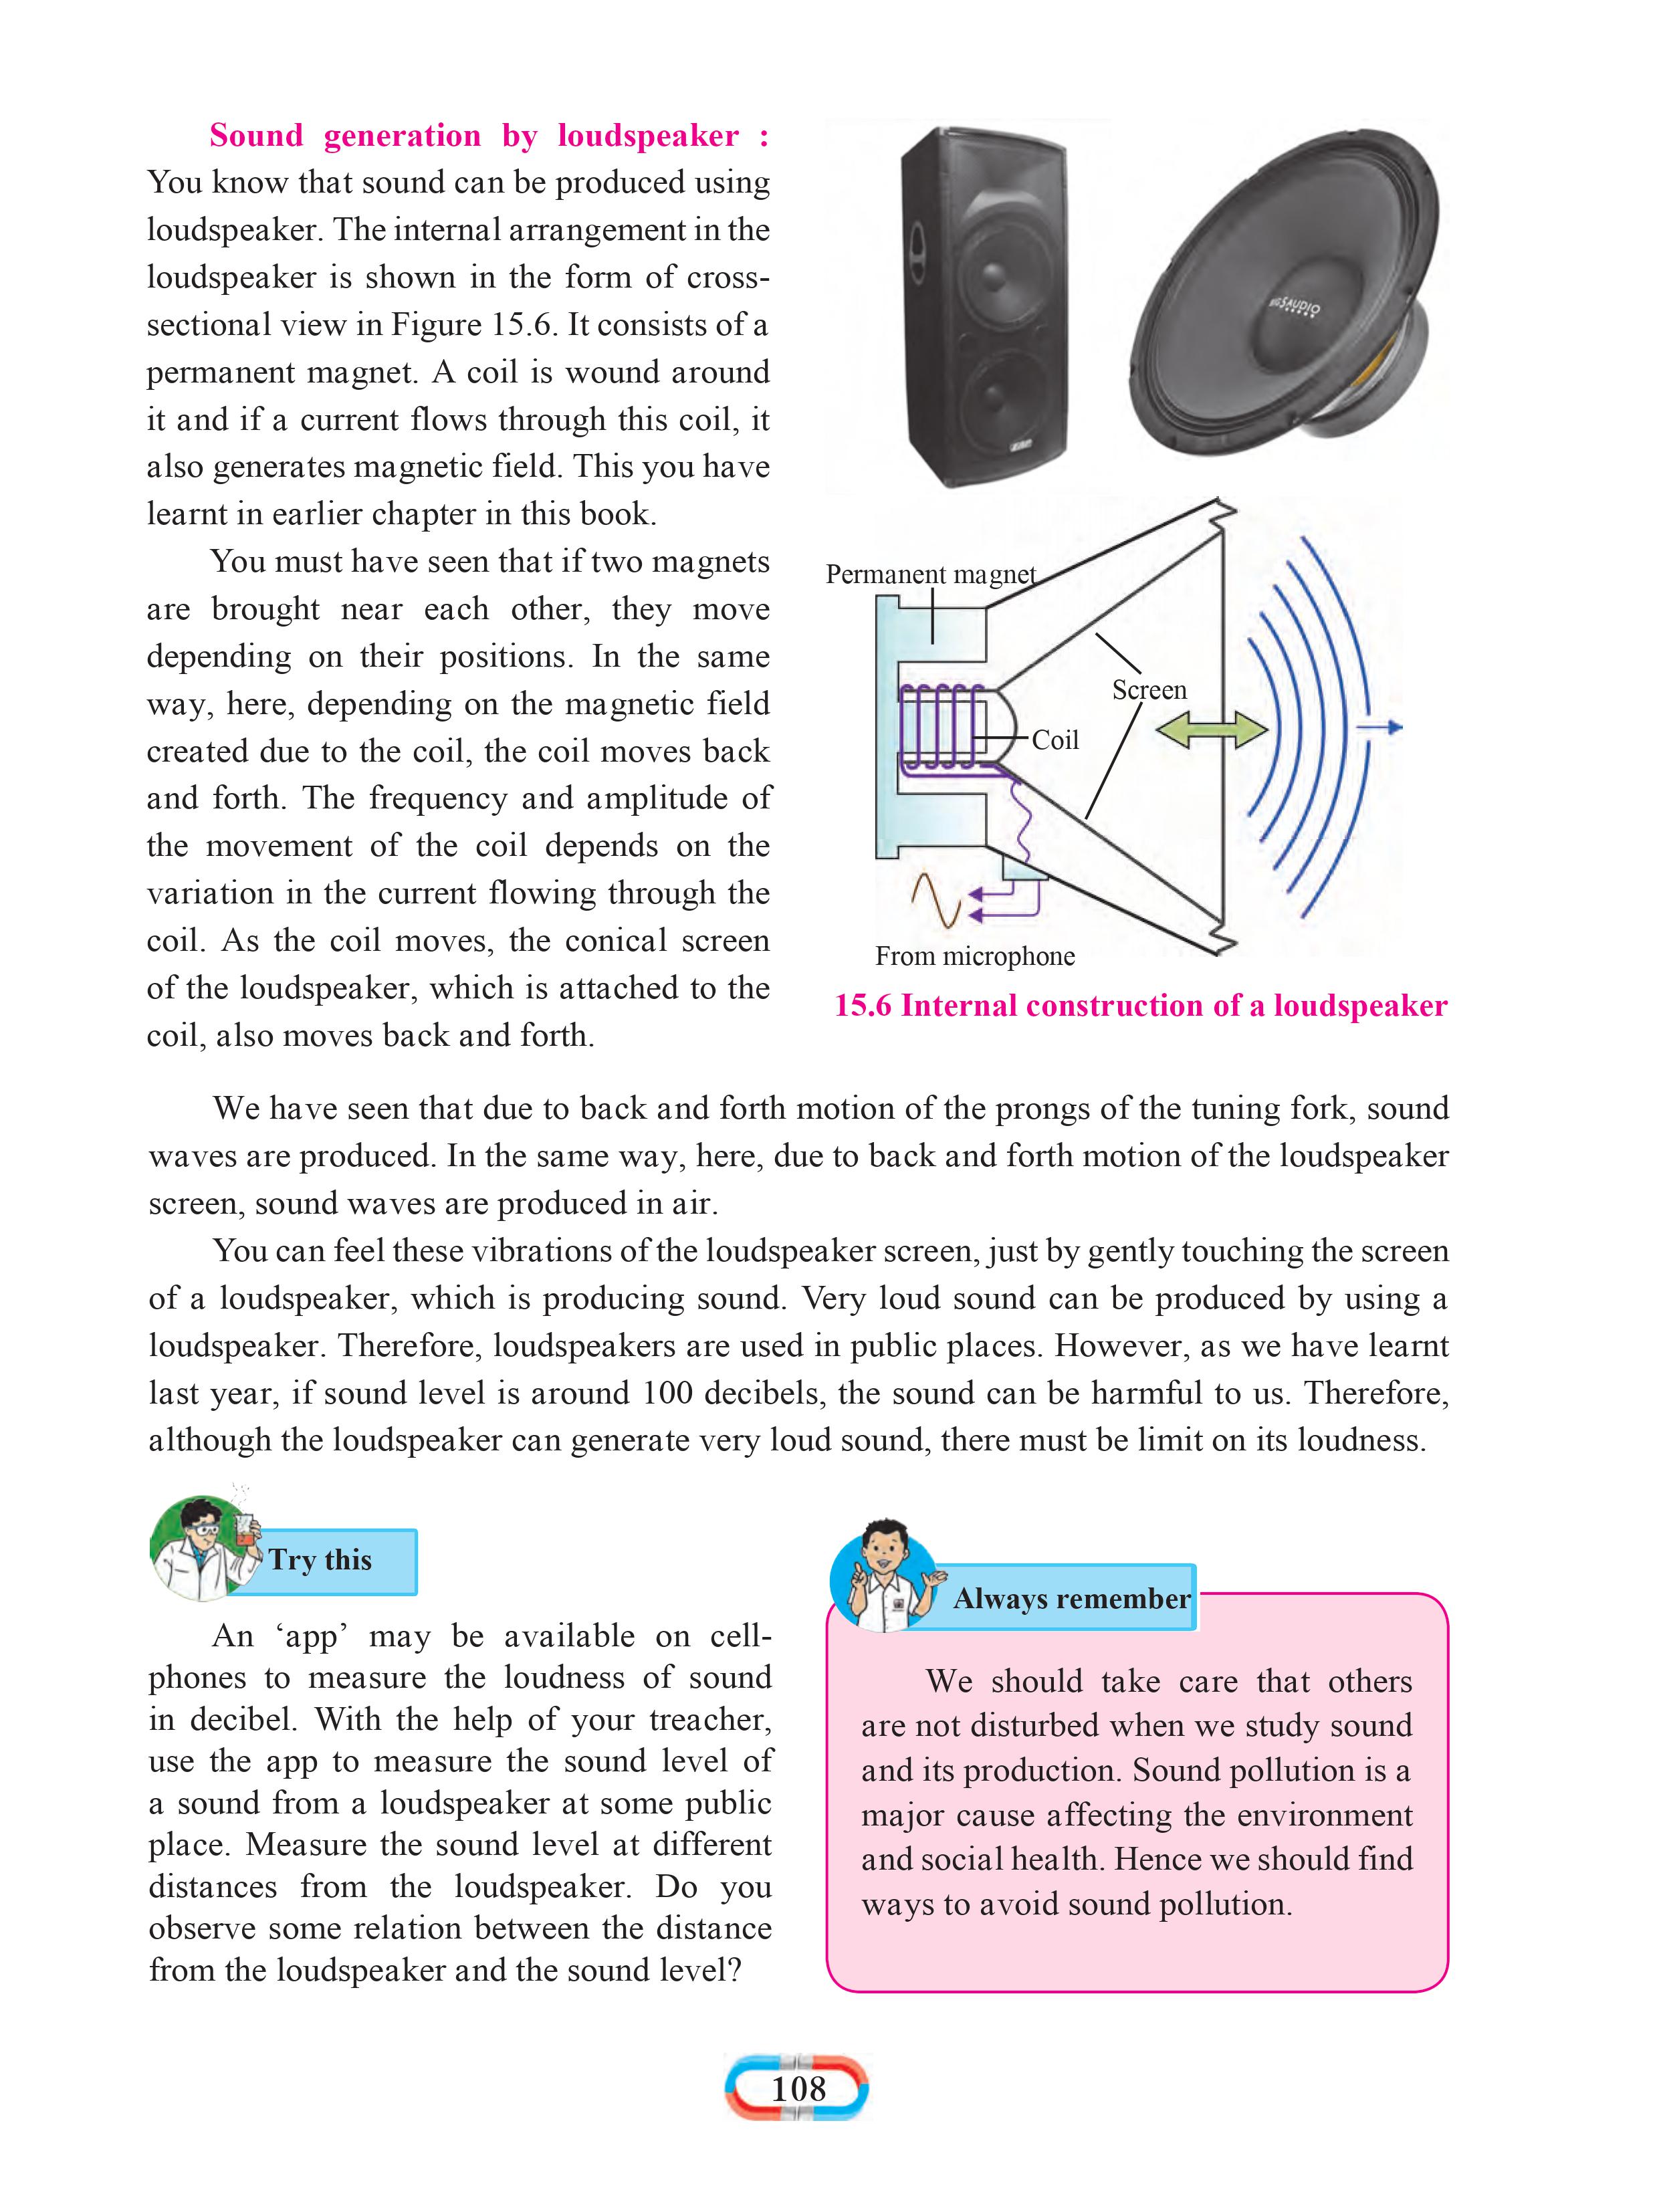 Sound generation by loudspeaker :
You know that sound can be produced using
loudspeaker. The internal arrangement in the
loudspeaker is shown in the form of cross-
sectional view in Figure 15.6. It consists of a
permanent magnet. A coil is wound around
it and if a current flows through this coil, it
also generates magnetic field. This you have
learnt in earlier chapter in this book.
You must have seen that if two magnets
are brought near each other, they move
depending on their positions. In the same
way, here, depending on the magnetic field
created due to the coil, the coil moves back
and forth. The frequency and amplitude of
the movement of the coil depends on the
variation in the current flowing through the
coil. As the coil moves, the conical screen
of the loudspeaker, which is attached to the
coil, also moves back and forth.
Permanent magnet
Screen
Coil
From microphone
15.6 Internal construction of a loudspeaker
We have seen that due to back and forth motion of the prongs of the tuning fork, sound
waves are produced. In the same way, here, due to back and forth motion of the loudspeaker
screen, sound waves are produced in air.
You can feel these vibrations of the loudspeaker screen, just by gently touching the screen
of a loudspeaker, which is producing sound. Very loud sound can be produced by using a
loudspeaker. Therefore, loudspeakers are used in public places. However, as we have learnt
last year, if sound level is around 100 decibels, the sound can be harmful to us. Therefore,
although the loudspeaker can generate very loud sound, there must be limit on its loudness.
Try this
An ‘app’ may be available on cell-
phones to measure the loudness of sound
in decibel. With the help of your treacher,
use the app to measure the sound level of
a sound from a loudspeaker at some public
place. Measure the sound level at different
distances from the loudspeaker. Do you
observe some relation between the distance
from the loudspeaker and the sound level?
Always remember
We should take care that others
are not disturbed when we study sound
and its production. Sound pollution is a
major cause affecting the environment
and social health. Hence we should find
ways to avoid sound pollution.
108